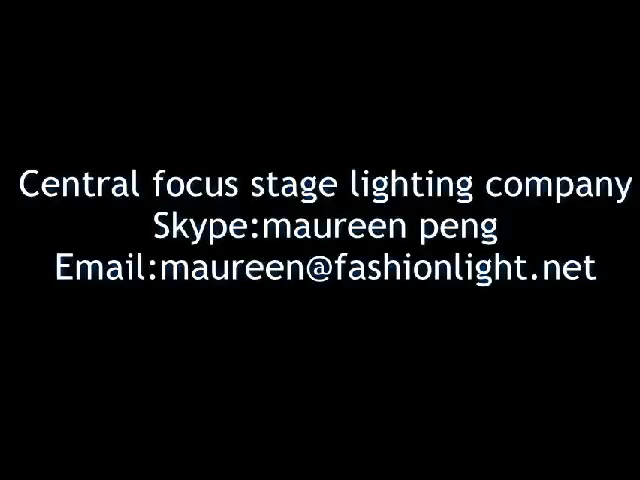 Central focus stage lighting company
Skype:maureen peng
Email:maureen@fashionlight.net